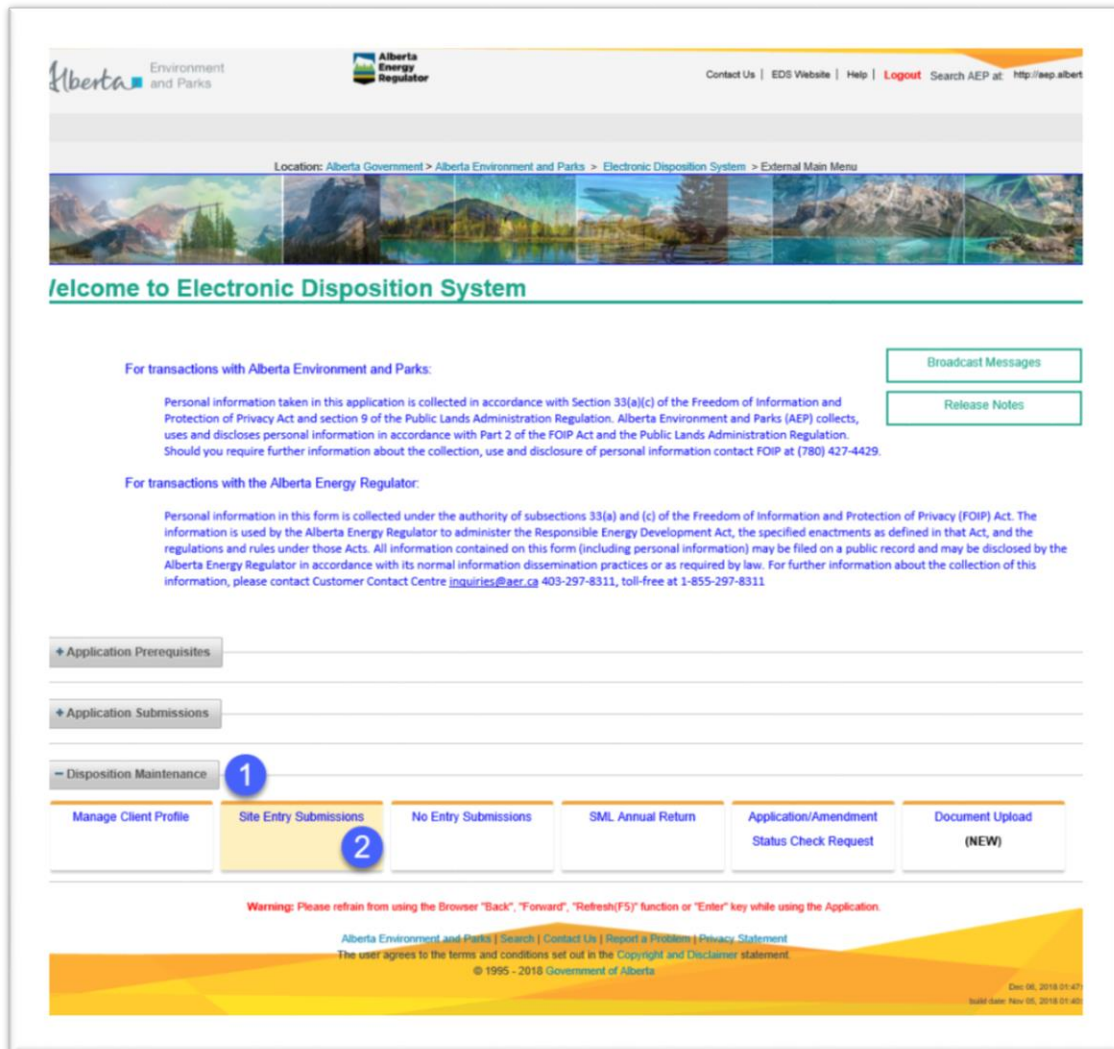 Alberta Environment
and Parks
Alberta
Energy
Regulator
Contact Us | EDS Website | Help | Logout Search AEP at: http://aep.albert
Location: Alberta Government > Alberta Environment and Parks > Electronic Disposition System > External Main Menu
/elcome to Electronic Disposition System
For transactions with Alberta Environment and Parks:
Broadcast Messages
Personal information taken in this application is collected in accordance with Section 33(a)(c) of the Freedom of Information and
Protection of Privacy Act and section 9 of the Public Lands Administration Regulation. Alberta Environment and Parks (AEP) collects,
uses and discloses personal information in accordance with Part 2 of the FOIP Act and the Public Lands Administration Regulation.
Should you require further information about the collection, use and disclosure of personal information contact FOIP at (780) 427-4429.
Release Notes
For transactions with the Alberta Energy Regulator:
Personal information in this form is collected under the authority of subsections 33(a) and (c) of the Freedom of Information and Protection of Privacy (FOIP) Act. The
information is used by the Alberta Energy Regulator to administer the Responsible Energy Development Act, the specified enactments as defined in that Act, and the
regulations and rules under those Acts. All information contained on this form (including personal information) may be filed on a public record and may be disclosed by the
Alberta Energy Regulator in accordance with its normal information dissemination practices or as required by law. For further information about the collection of this
information, please contact Customer Contact Centre inquiries@aer.ca 403-297-8311, toll-free at 1-855-297-8311
+ Application Prerequisites
+ Application Submissions
- Disposition Maintenance 1
Manage Client Profile Site Entry Submissions No Entry Submissions SML Annual Return Application/Amendment Document Upload
2 Status Check Request (NEW)
Warning: Please refrain from using the Browser "Back", "Forward", "Refresh(F5)" function or "Enter" key while using the Application.
Alberta Environment and Parks | Search | Contact Us | Report a Problem | Privacy Statement
The user agrees to the terms and conditions set out in the Copyright and Disclaimer statement.
© 1995 - 2018 Government of Alberta
Dec 06, 2018 01:47:
build date: Nov 05, 2018 01:40: